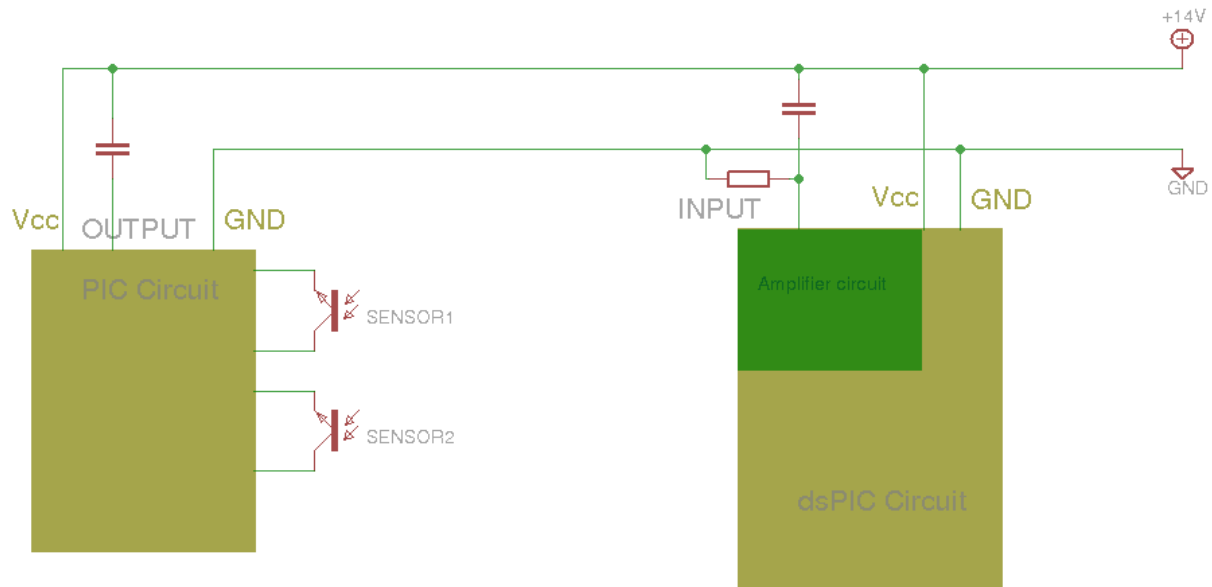 +14V
GND
Vcc
OUTPUT
GND
INPUT
Vcc
GND
PIC Circuit
Amplifier circuit
SENSOR1
SENSOR2
dsPIC Circuit